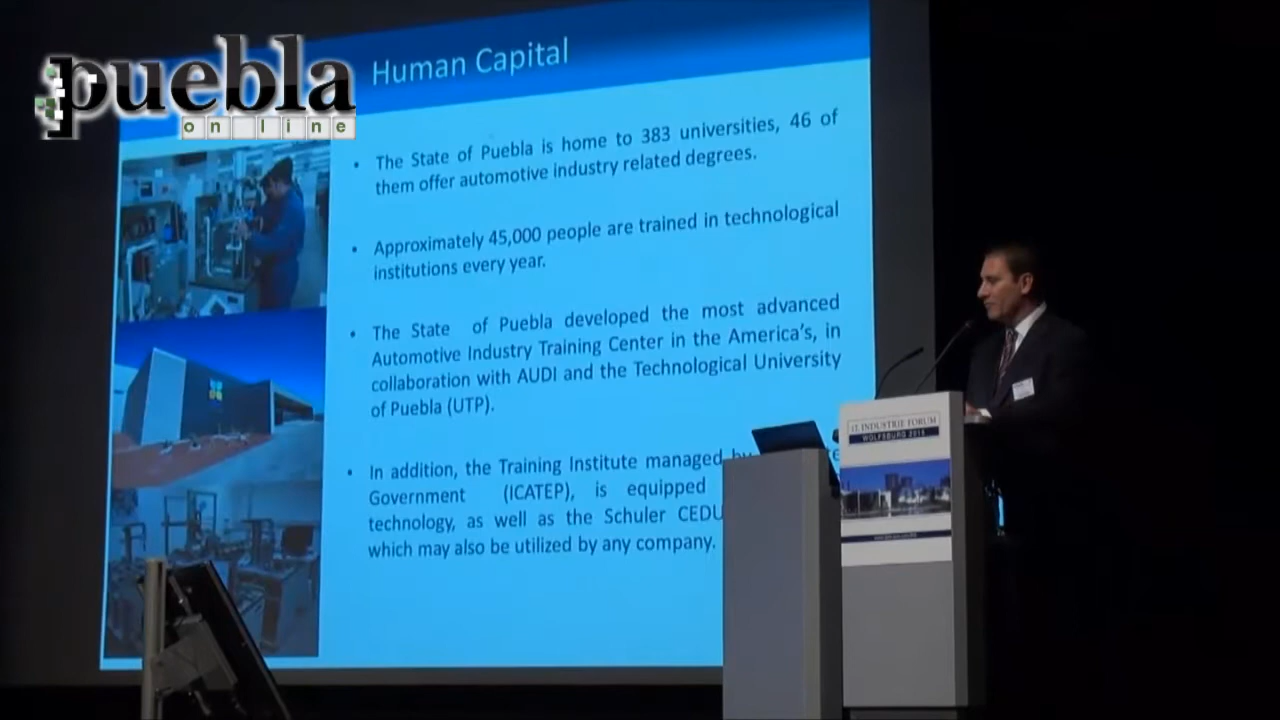 puebla
online
Human Capital
• The State of Puebla is home to 383 universities, 46 of
them offer automotive industry related degrees.
• Approximately 45,000 people are trained in technological
institutions every year.
• The State of Puebla developed the most advanced
Automotive Industry Training Center in the America's, in
collaboration with AUDI and the Technological University
of Puebla (UTP).
• In addition, the Training Institute managed
Government (ICATEP), is equipped
technology, as well as the Schuler CEDU
which may also be utilized by any company.
INDUSTRIE FORUM
WOLFSBURG